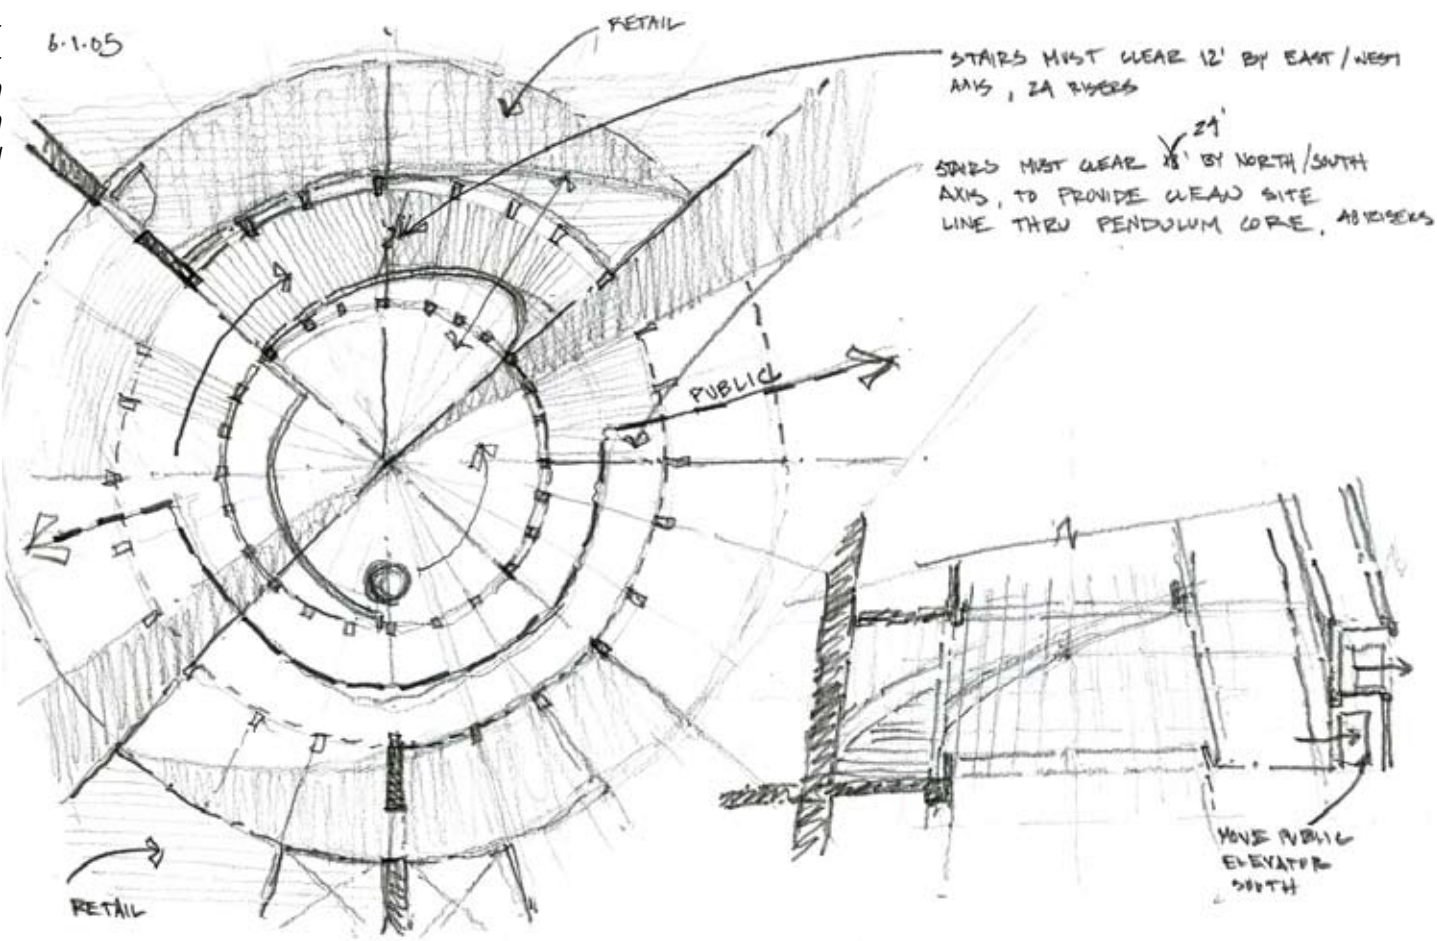 6.1.05
RETAIL
STAIRS MUST CLEAR 12' BY EAST/WEST
AXIS, 24 RISERS
24'
STAIRS MUST CLEAR 18' BY NORTH/SOUTH
AXIS, TO PROVIDE CLEAN SITE
LINE THRU PENDULUM CORE, 48 RISERS
PUBLIC
MOVE PUBLIC
ELEVATOR
SOUTH
RETAIL